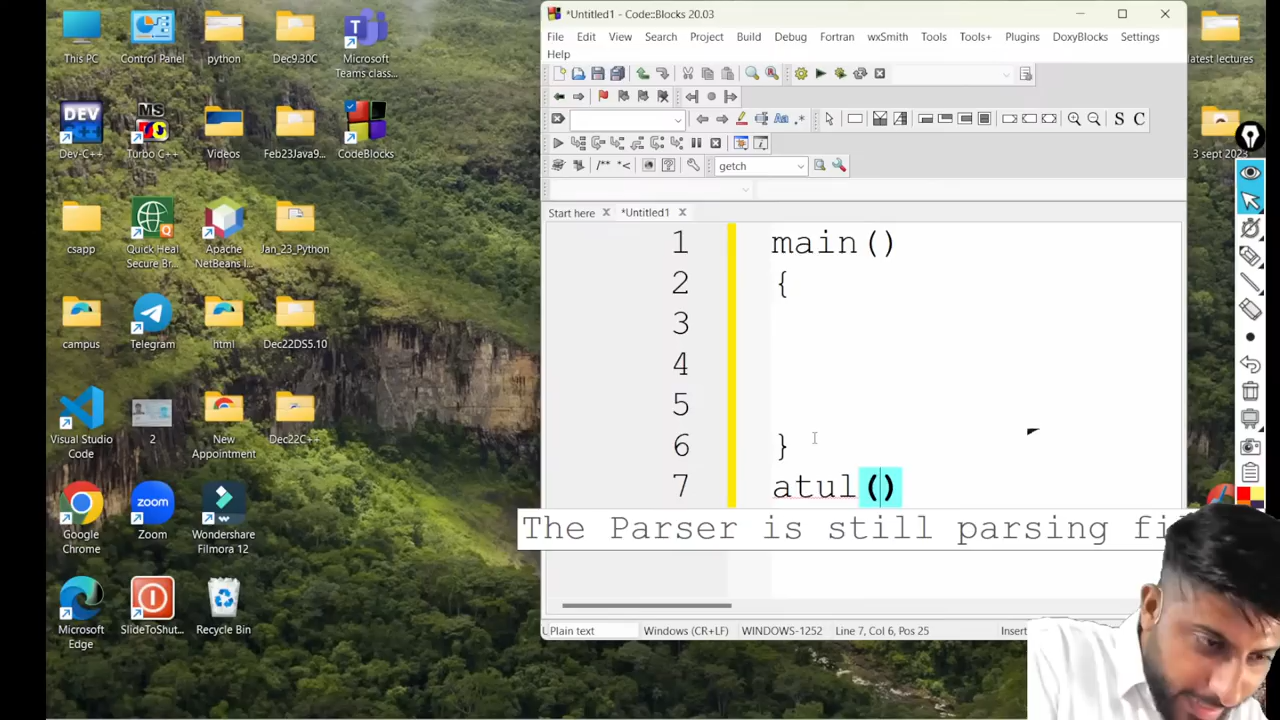 This PC
Control Panel
python
Dec9.30C
Microsoft
Teams class...
Dev-C++
MS
Turbo C++
Videos
Feb23Java9...
CodeBlocks
csapp
Quick Heal
Secure Br...
Apache
NetBeans I...
Jan_23_Python
campus
Telegram
html
Dec22DS5.10
Visual Studio
Code
2
New
Appointment
Dec22C++
Google
Chrome
zoom
Zoom
Wondershare
Filmora 12
Microsoft
Edge
SlideToShut...
Recycle Bin
*Untitled1 - Code::Blocks 20.03
File Edit View Search Project Build Debug Fortran wxSmith Tools Tools+ Plugins DoxyBlocks Settings
Help
S C
/** *<
getch
Start here
*Untitled1
1 main()
2 {
3
4
5
6 }
7 atul()
The Parser is still parsing fi
Plain text
Windows (CR+LF)
WINDOWS-1252
Line 7, Col 6, Pos 25
Insert
latest lectures
3 sept 2023